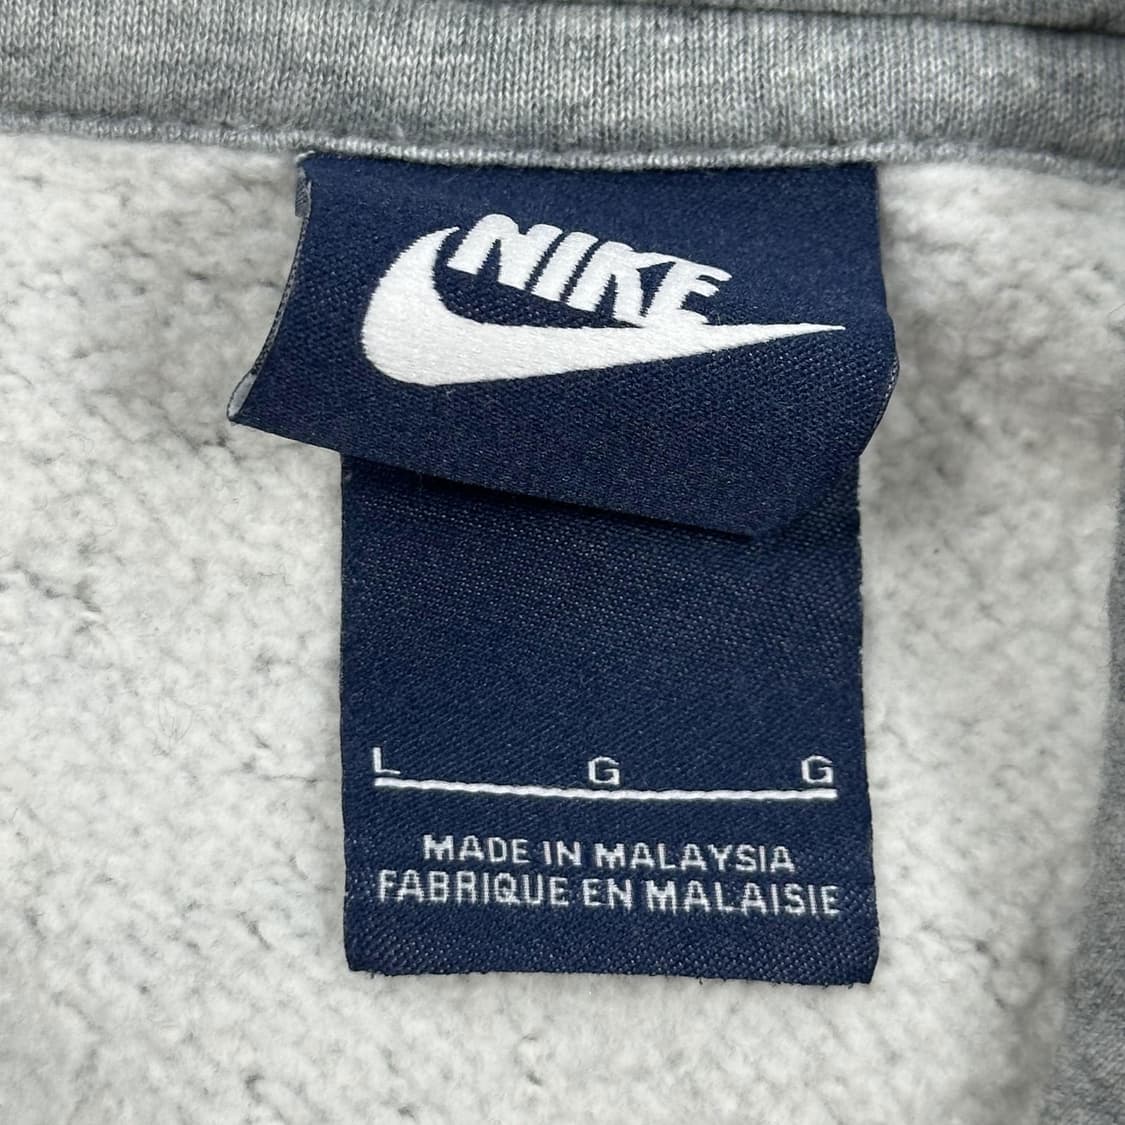 NIKE
L G G
MADE IN MALAYSIA
FABRIQUE EN MALAISIE